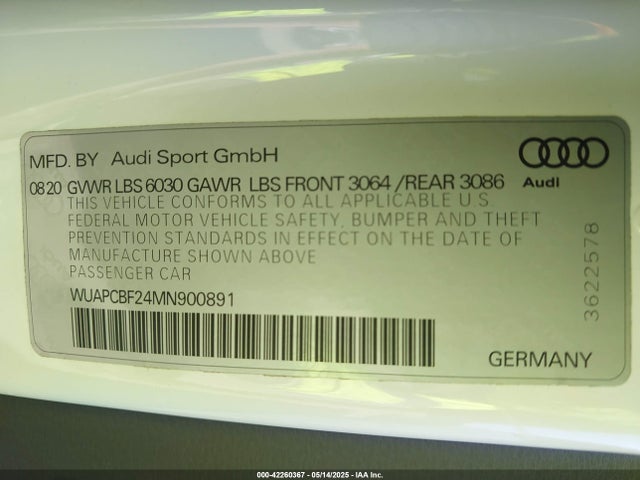 MFD. BY Audi Sport GmbH
Audi
0820 GVWR LBS 6030 GAWR LBS FRONT 3064 /REAR 3086
THIS VEHICLE CONFORMS TO ALL APPLICABLE U.S.
FEDERAL MOTOR VEHICLE SAFETY, BUMPER AND THEFT
PREVENTION STANDARDS IN EFFECT ON THE DATE OF
MANUFACTURE SHOWN ABOVE
PASSENGER CAR
WUAPCBF24MN900891
3622578
GERMANY
000-42260367 - 05/14/2025 - IAA Inc.